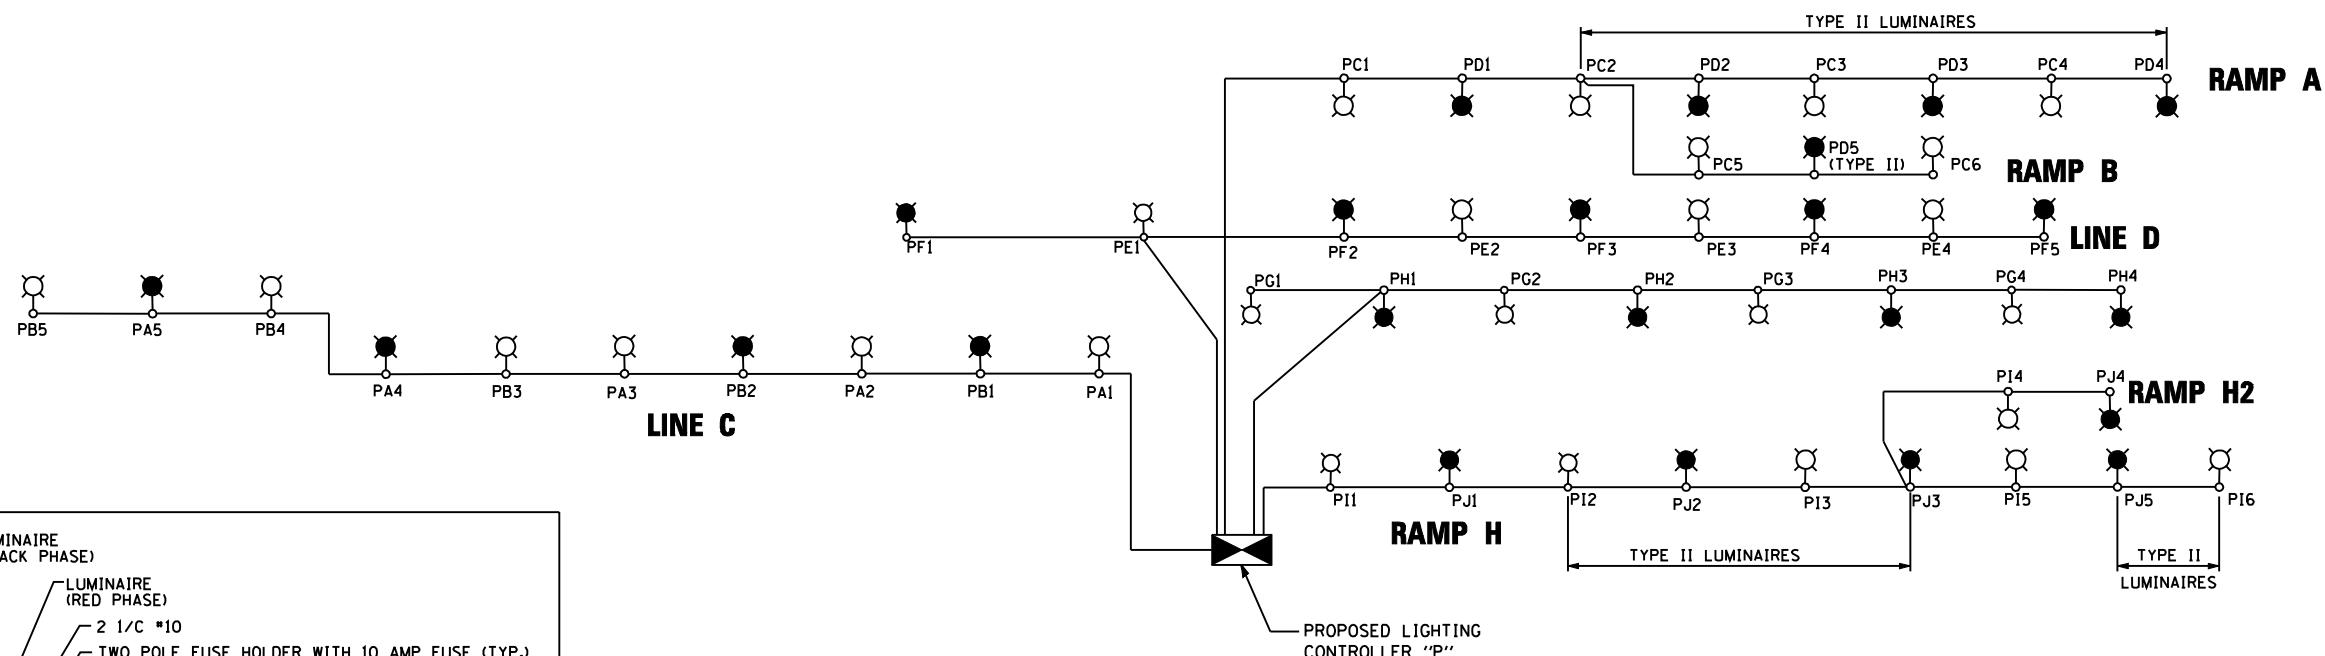 TYPE II LUMINAIRES
PC1
PD1
PC2
PD2
PC3
PD3
PC4
PD4
RAMP A
PC5
PD5
(TYPE II)
PC6
RAMP B
PF1
PE1
PF2
PE2
PF3
PE3
PF4
PE4
PF5
LINE D
PG1
PH1
PG2
PH2
PG3
PH3
PG4
PH4
PB5
PA5
PB4
PA4
PB3
PA3
PB2
PA2
PB1
PA1
LINE C
PI4
PJ4
RAMP H2
PI1
PJ1
PI2
PJ2
PI3
PJ3
PI5
PJ5
PI6
RAMP H
TYPE II LUMINAIRES
TYPE II
LUMINAIRES
PHASE)
LUMINAIRE
(RED PHASE)
2 1/C #10
TWO POLE FUSE HOLDER WITH 10 AMP FUSE (TYP.)
PROPOSED LIGHTING
CONTROLLER "P"